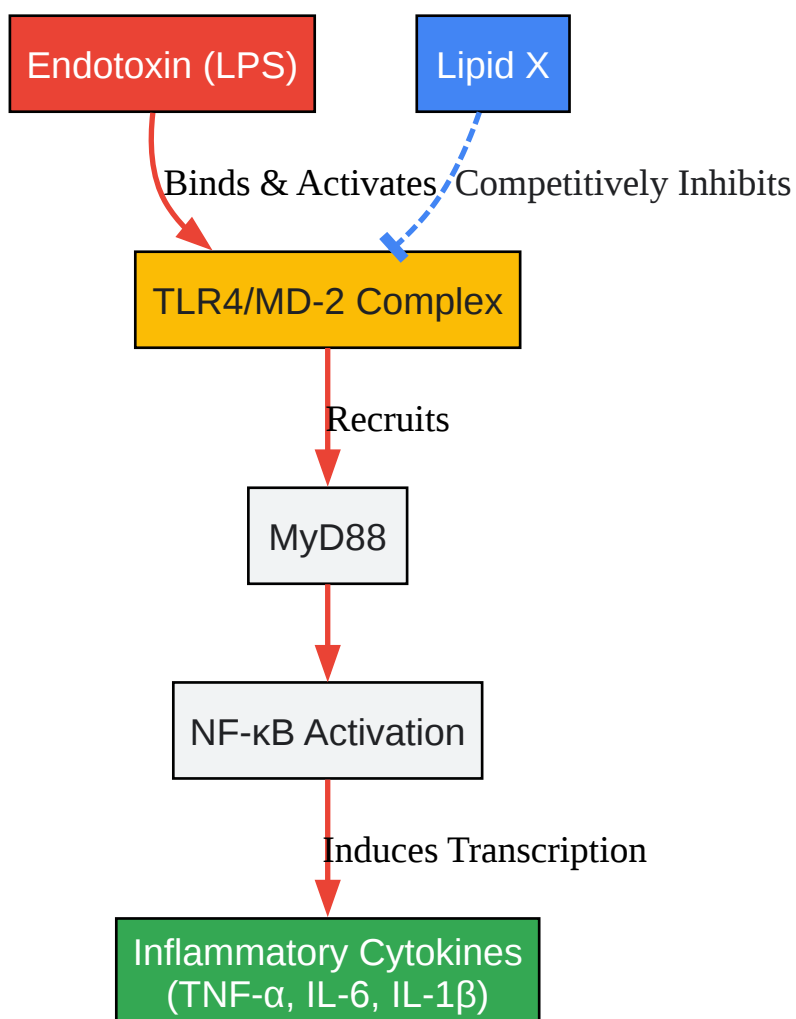 Endotoxin (LPS)
Lipid X
Binds & Activates
Competitively Inhibits
TLR4/MD-2 Complex
Recruits
MyD88
NF-κB Activation
Induces Transcription
Inflammatory Cytokines
(TNF-α, IL-6, IL-1β)